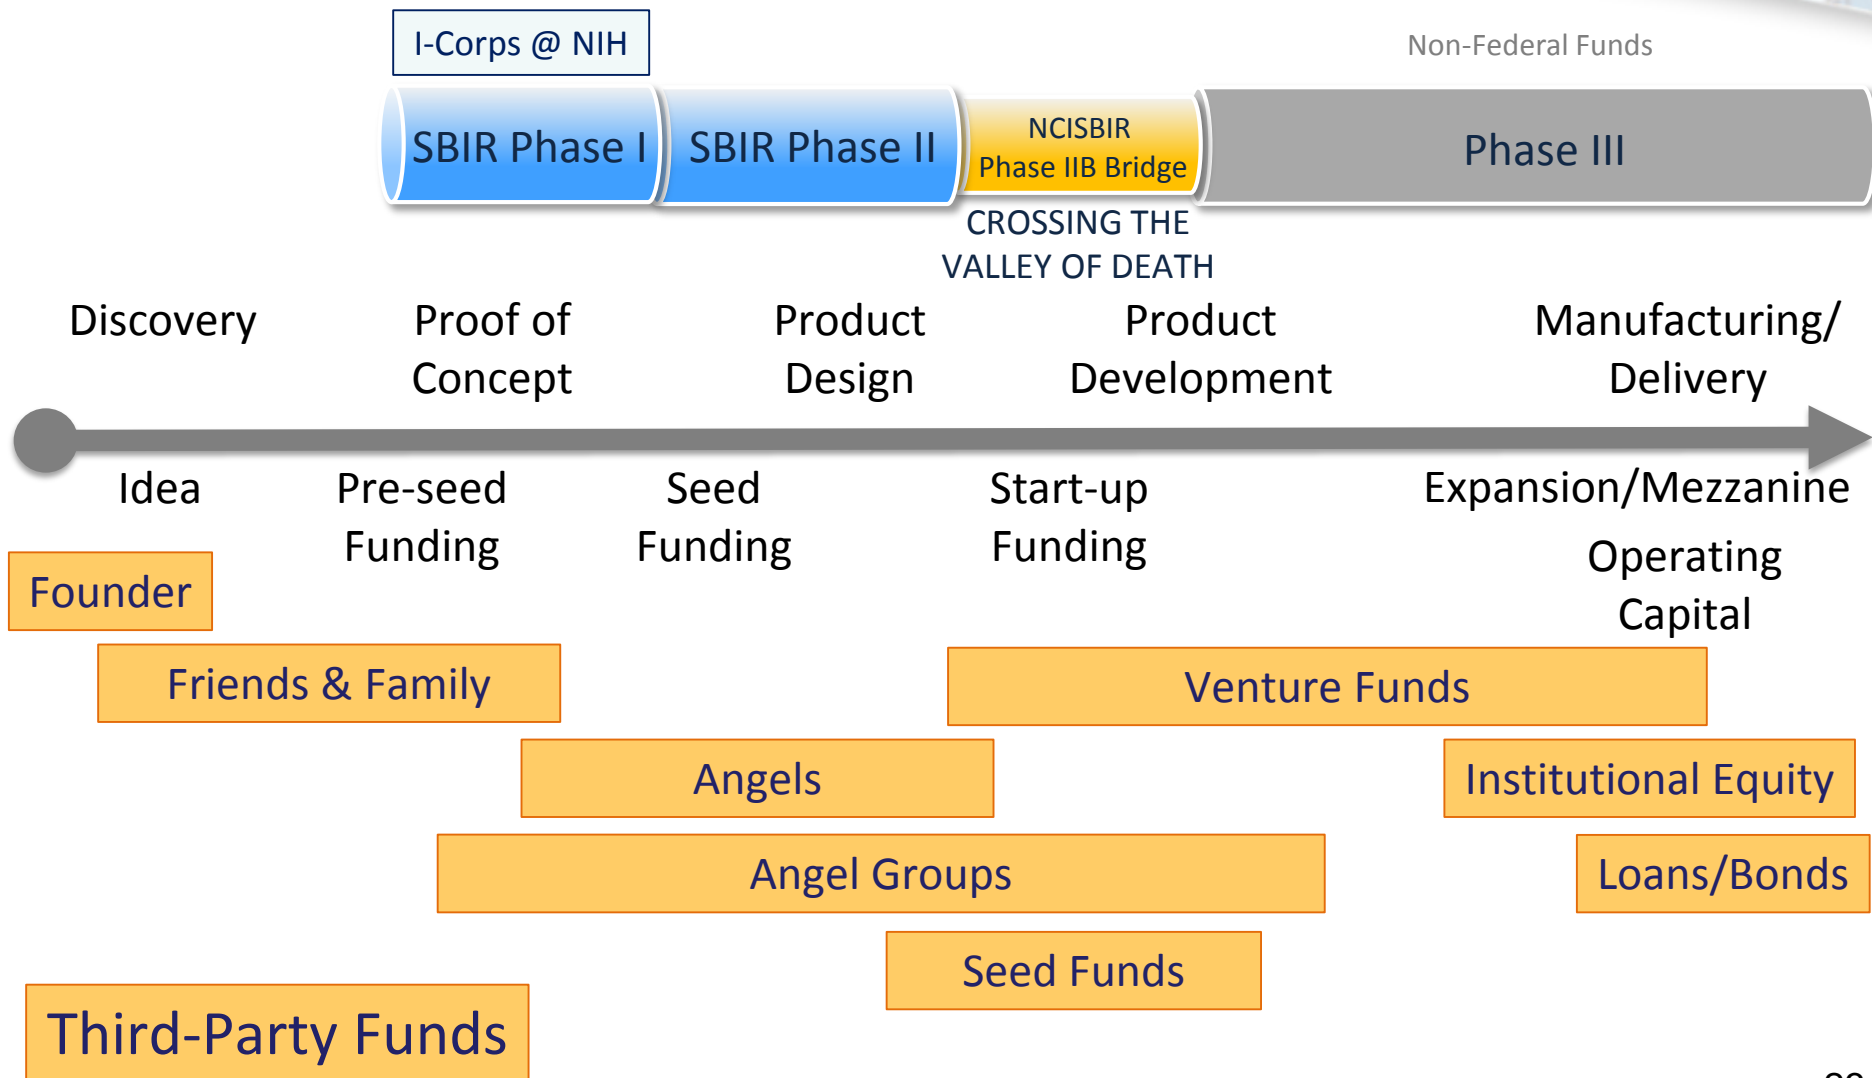 I-Corps @ NIH
Non-Federal Funds
SBIR Phase I
SBIR Phase II
NCISBIR
Phase IIB Bridge
Phase III
CROSSING THE
VALLEY OF DEATH
Discovery
Proof of
Concept
Product
Design
Product
Development
Manufacturing/
Delivery
Idea
Pre-seed
Funding
Seed
Funding
Start-up
Funding
Expansion/Mezzanine
Operating
Capital
Founder
Friends & Family
Venture Funds
Angels
Institutional Equity
Angel Groups
Loans/Bonds
Seed Funds
Third-Party Funds